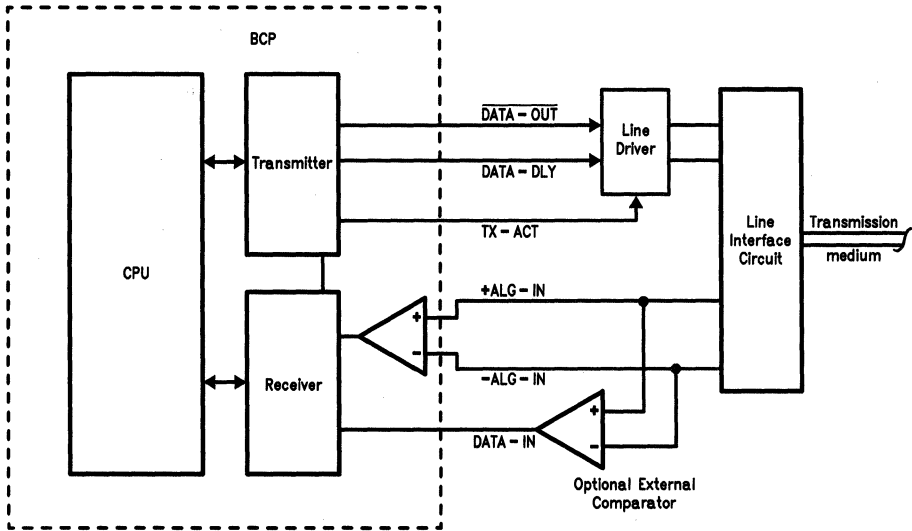 BCP
CPU
Transmitter
Receiver
DATA-OUT
DATA-DLY
TX-ACT
Line
Driver
Line
Interface
Circuit
Transmission
medium
+ALG-IN
-ALG-IN
+
-
DATA-IN
+
-
Optional External
Comparator